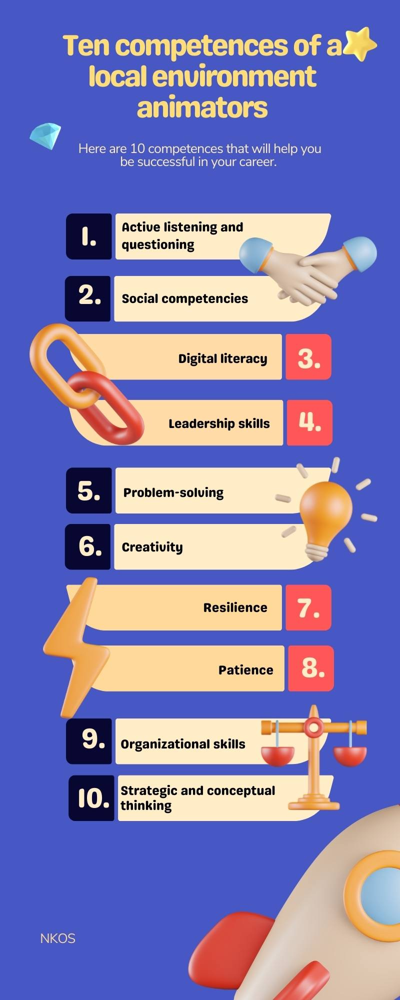 Ten competences of a
local environment
animators
Here are 10 competences that will help you
be successful in your career.
1.
Active listening and
questioning
2.
Social competencies
Digital literacy
3.
Leadership skills
4.
5.
Problem-solving
6.
Creativity
Resilience
7.
Patience
8.
9.
Organizational skills
10.
Strategic and conceptual
thinking
NKOS